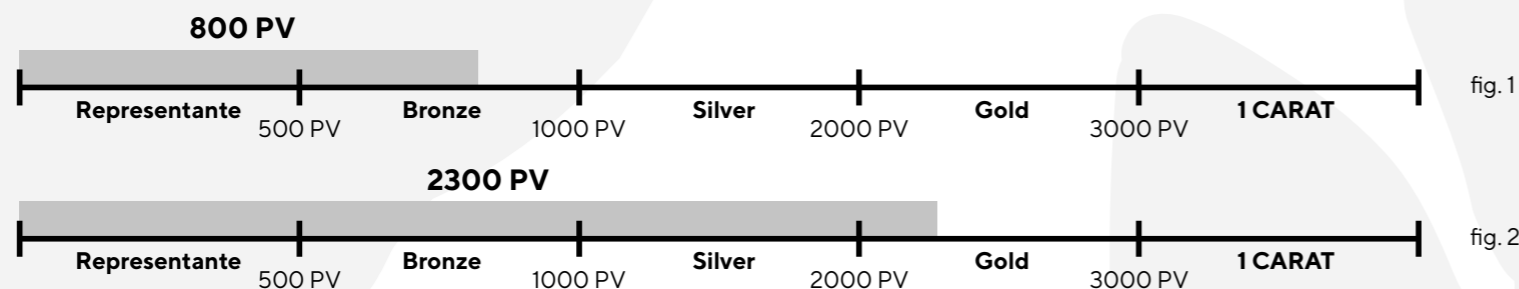 800 PV
fig. 1
Representante Bronze Silver Gold 1 CARAT
500 PV 1000 PV 2000 PV 3000 PV
2300 PV
fig. 2
Representante Bronze Silver Gold 1 CARAT
500 PV 1000 PV 2000 PV 3000 PV